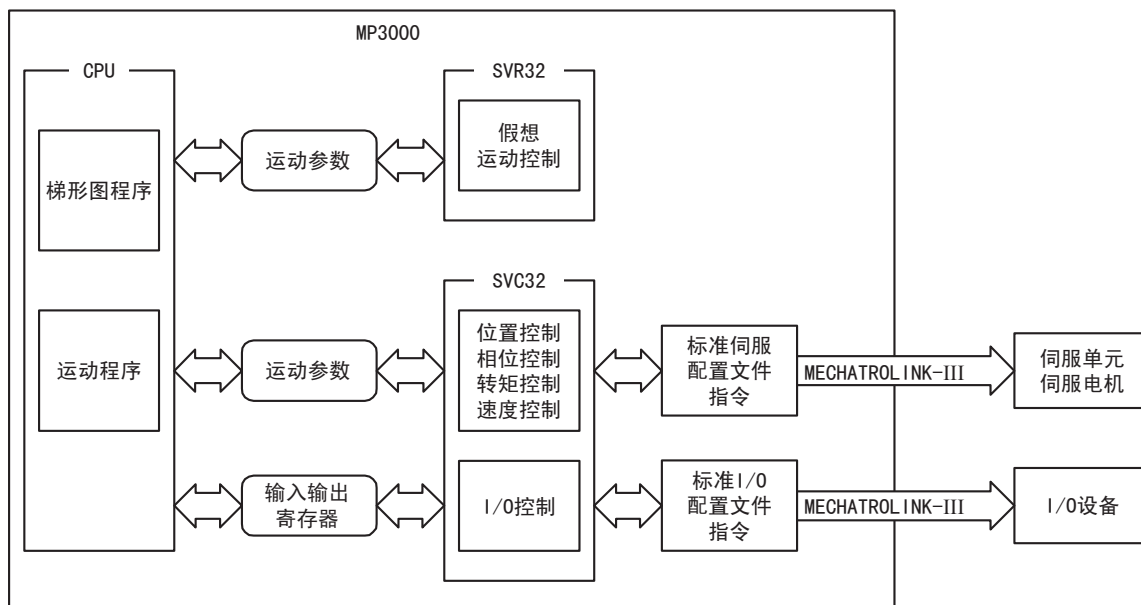 MP3000
CPU
梯形图程序
运动程序
运动参数
SVR32
假想
运动控制
运动参数
SVC32
位置控制
相位控制
转矩控制
速度控制
标准伺服
配置文件
指令
MECHATROLINK-III
伺服单元
伺服电机
输入输出
寄存器
I/O控制
标准I/O
配置文件
指令
MECHATROLINK-III
I/O设备